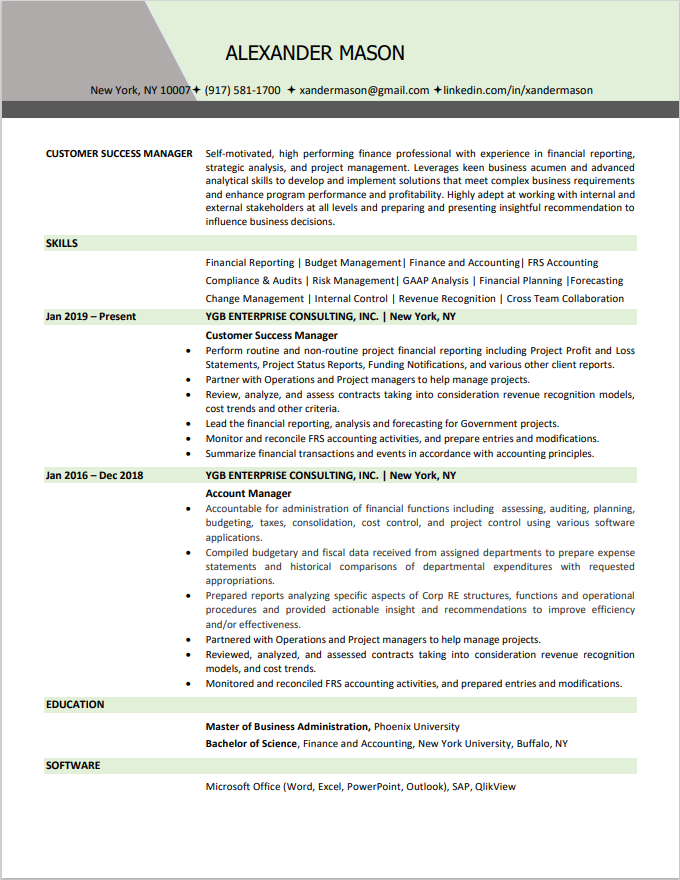 ALEXANDER MASON
New York, NY 10007✦ (917) 581-1700 ✦ xandermason@gmail.com ✦linkedin.com/in/xandermason
CUSTOMER SUCCESS MANAGER
Self-motivated, high performing finance professional with experience in financial reporting,
strategic analysis, and project management. Leverages keen business acumen and advanced
analytical skills to develop and implement solutions that meet complex business requirements
and enhance program performance and profitability. Highly adept at working with internal and
external stakeholders at all levels and preparing and presenting insightful recommendation to
influence business decisions.
SKILLS
Financial Reporting | Budget Management| Finance and Accounting| FRS Accounting
Compliance & Audits | Risk Management| GAAP Analysis | Financial Planning |Forecasting
Change Management | Internal Control | Revenue Recognition | Cross Team Collaboration
Jan 2019 – Present YGB ENTERPRISE CONSULTING, INC. | New York, NY
Customer Success Manager
• Perform routine and non-routine project financial reporting including Project Profit and Loss
Statements, Project Status Reports, Funding Notifications, and various other client reports.
• Partner with Operations and Project managers to help manage projects.
• Review, analyze, and assess contracts taking into consideration revenue recognition models,
cost trends and other criteria.
• Lead the financial reporting, analysis and forecasting for Government projects.
• Monitor and reconcile FRS accounting activities, and prepare entries and modifications.
• Summarize financial transactions and events in accordance with accounting principles.
Jan 2016 – Dec 2018 YGB ENTERPRISE CONSULTING, INC. | New York, NY
Account Manager
• Accountable for administration of financial functions including assessing, auditing, planning,
budgeting, taxes, consolidation, cost control, and project control using various software
applications.
• Compiled budgetary and fiscal data received from assigned departments to prepare expense
statements and historical comparisons of departmental expenditures with requested
appropriations.
• Prepared reports analyzing specific aspects of Corp RE structures, functions and operational
procedures and provided actionable insight and recommendations to improve efficiency
and/or effectiveness.
• Partnered with Operations and Project managers to help manage projects.
• Reviewed, analyzed, and assessed contracts taking into consideration revenue recognition
models, and cost trends.
• Monitored and reconciled FRS accounting activities, and prepared entries and modifications.
EDUCATION
Master of Business Administration, Phoenix University
Bachelor of Science, Finance and Accounting, New York University, Buffalo, NY
SOFTWARE
Microsoft Office (Word, Excel, PowerPoint, Outlook), SAP, QlikView